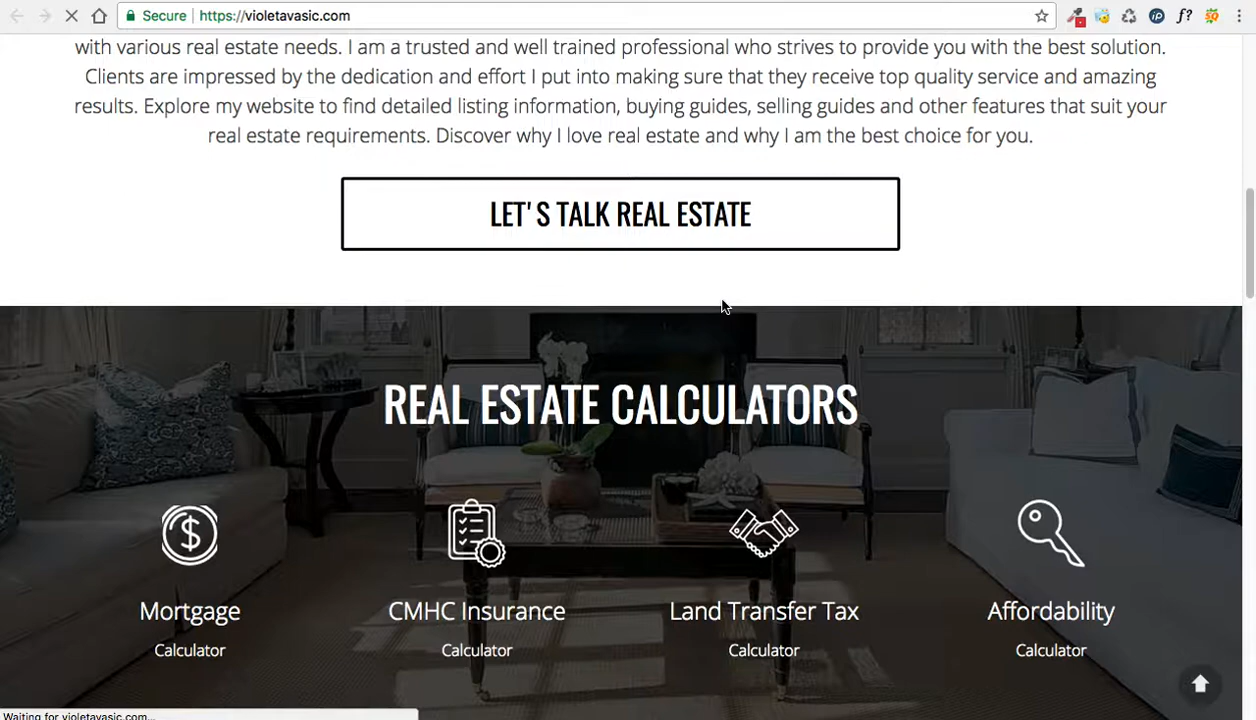 Secure https://violetavasic.com
with various real estate needs. I am a trusted and well trained professional who strives to provide you with the best solution.
Clients are impressed by the dedication and effort I put into making sure that they receive top quality service and amazing
results. Explore my website to find detailed listing information, buying guides, selling guides and other features that suit your
real estate requirements. Discover why I love real estate and why I am the best choice for you.
LET'S TALK REAL ESTATE
REAL ESTATE CALCULATORS
Mortgage CMHC Insurance Land Transfer Tax Affordability
Calculator Calculator Calculator Calculator
Waiting for violetavasic.com...